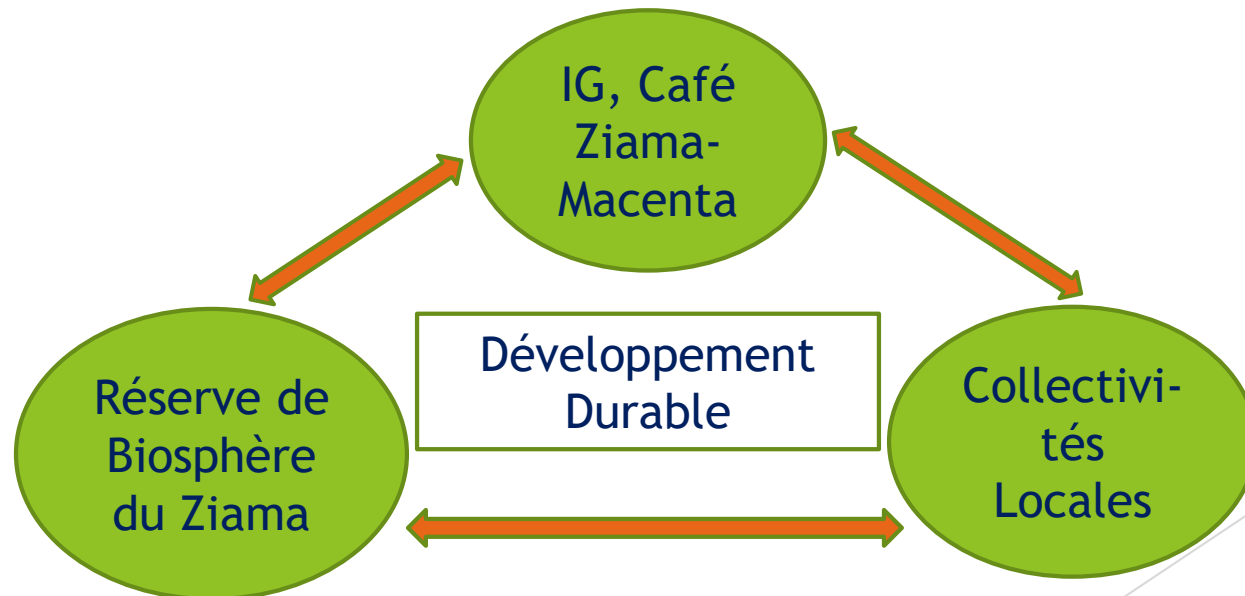 IG, Café
Ziama-
Macenta
Développement
Durable
Réserve de
Biosphère
du Ziama
Collectivi-
tés
Locales